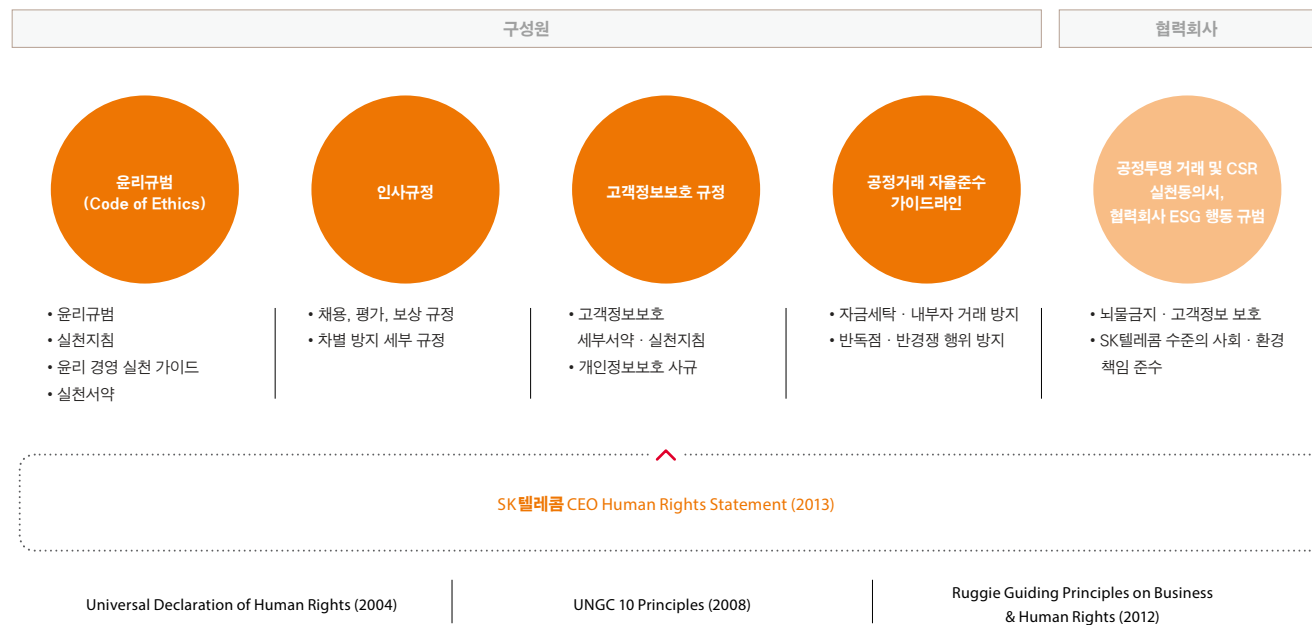 구성원
협력회사
윤리규범
(Code of Ethics)
인사규정
고객정보보호 규정
공정거래 자율준수
가이드라인
공정투명 거래 및 CSR
실천동의서,
협력회사 ESG 행동 규범
• 윤리규범
• 실천지침
• 윤리 경영 실천 가이드
• 실천서약
• 채용, 평가, 보상 규정
• 차별 방지 세부 규정
• 고객정보보호
세부서약 · 실천지침
• 개인정보보호 사규
• 자금세탁 · 내부자 거래 방지
• 반독점 · 반경쟁 행위 방지
• 뇌물금지 · 고객정보 보호
• SK텔레콤 수준의 사회 · 환경
책임 준수
SK텔레콤 CEO Human Rights Statement (2013)
Universal Declaration of Human Rights (2004)
UNGC 10 Principles (2008)
Ruggie Guiding Principles on Business
& Human Rights (2012)